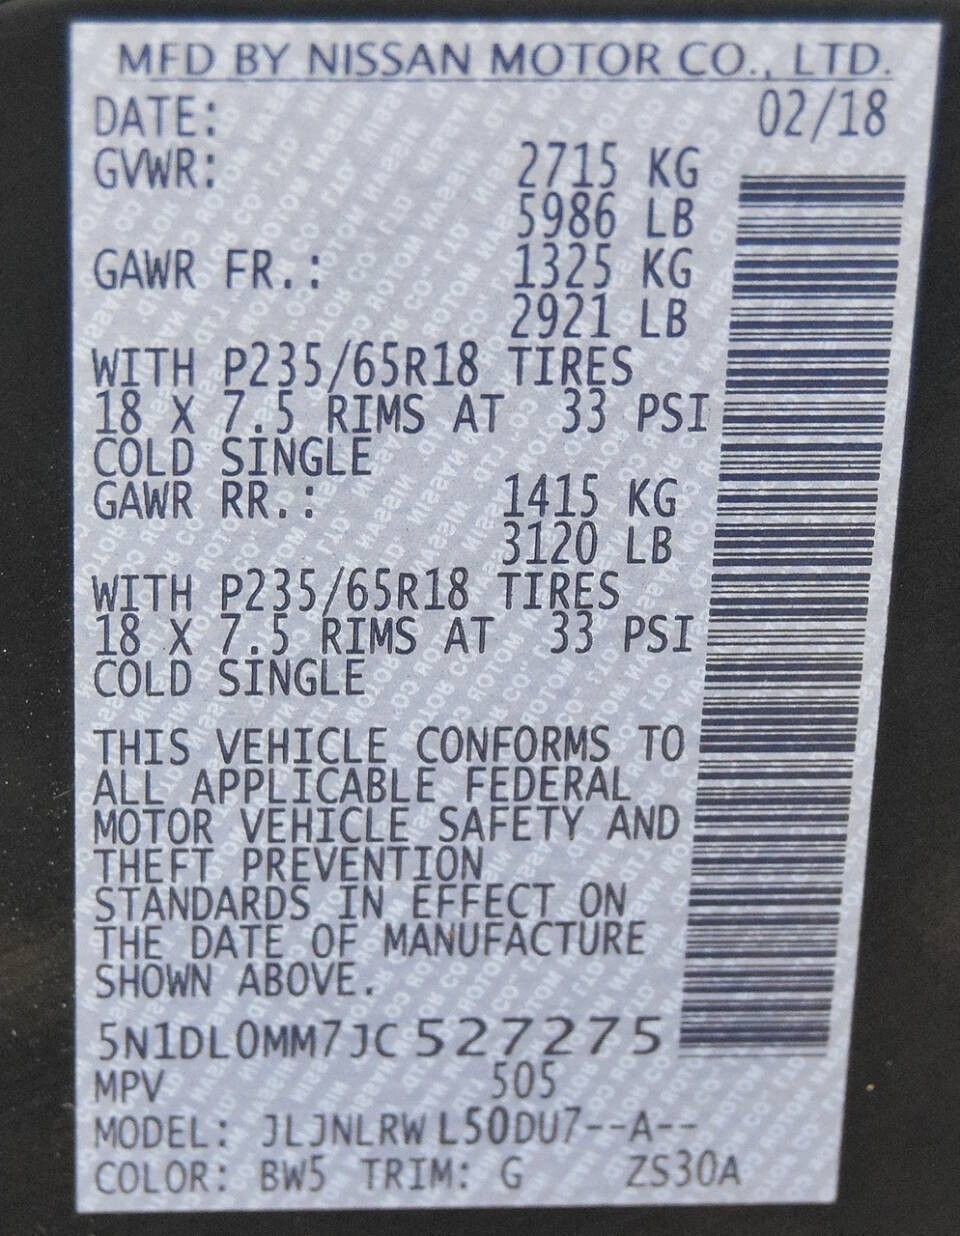 MFD BY NISSAN MOTOR CO., LTD.
DATE: 02/18
GVWR: 2715 KG
5986 LB
GAWR FR.: 1325 KG
2921 LB
WITH P235/65R18 TIRES
18 X 7.5 RIMS AT 33 PSI
COLD SINGLE
GAWR RR.: 1415 KG
3120 LB
WITH P235/65R18 TIRES
18 X 7.5 RIMS AT 33 PSI
COLD SINGLE
THIS VEHICLE CONFORMS TO
ALL APPLICABLE FEDERAL
MOTOR VEHICLE SAFETY AND
THEFT PREVENTION
STANDARDS IN EFFECT ON
THE DATE OF MANUFACTURE
SHOWN ABOVE.
5N1DL0MM7JC527275
MPV 505
MODEL: JLJNLRWL50DU7--A--
COLOR: BW5 TRIM: G ZS30A